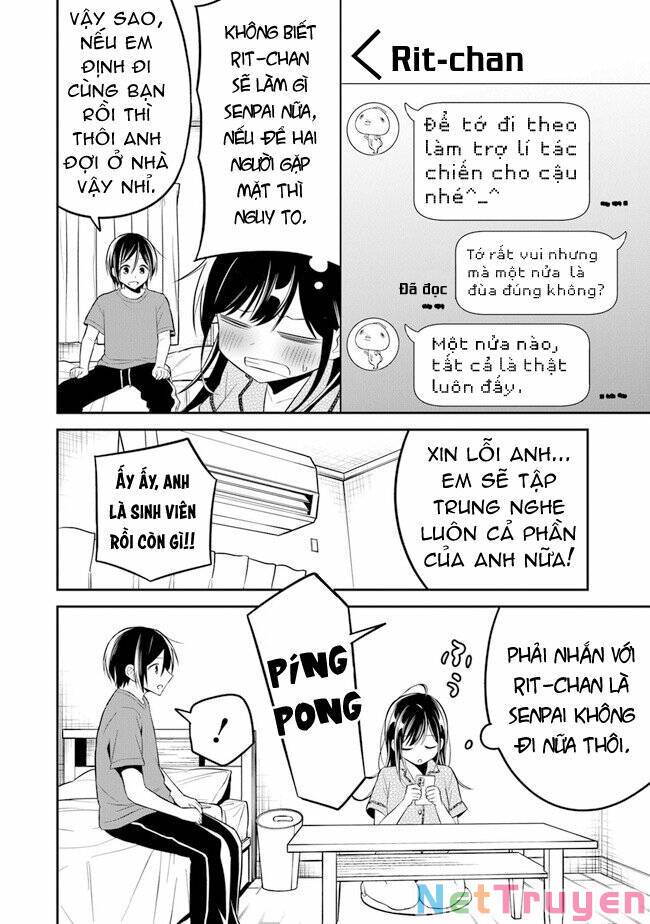 VẬY SAO,
NẾU EM
ĐỊNH ĐI
CÙNG BẠN
RỒI THÌ
THÔI ANH
ĐỢI Ở NHÀ
VẬY NHỈ.
KHÔNG BIẾT
RIT-CHAN
SẼ LÀM GÌ
SENPAI NỮA,
NẾU ĐỂ HAI
NGƯỜI GẶP
MẶT THÌ
NGUY TO.
Rit-chan
Để tớ đi theo
làm trợ lí tác
chiến cho cậu
nhé^_^
Tớ rất vui nhưng
mà một nửa là
đùa đúng không?
Đã đọc
Một nửa nào,
tất cả là thật
luôn đấy.
XIN LỖI ANH...
EM SẼ TẬP
TRUNG NGHE
LUÔN CẢ PHẦN
CỦA ANH NỮA!
ẤY ẤY, ANH
LÀ SINH VIÊN
RỒI CÒN GÌ!!
PHẢI NHẮN VỚI
RIT-CHAN LÀ
SENPAI KHÔNG
ĐI NỮA THÔI.
PÍNG
PONG
!
NetTruyen